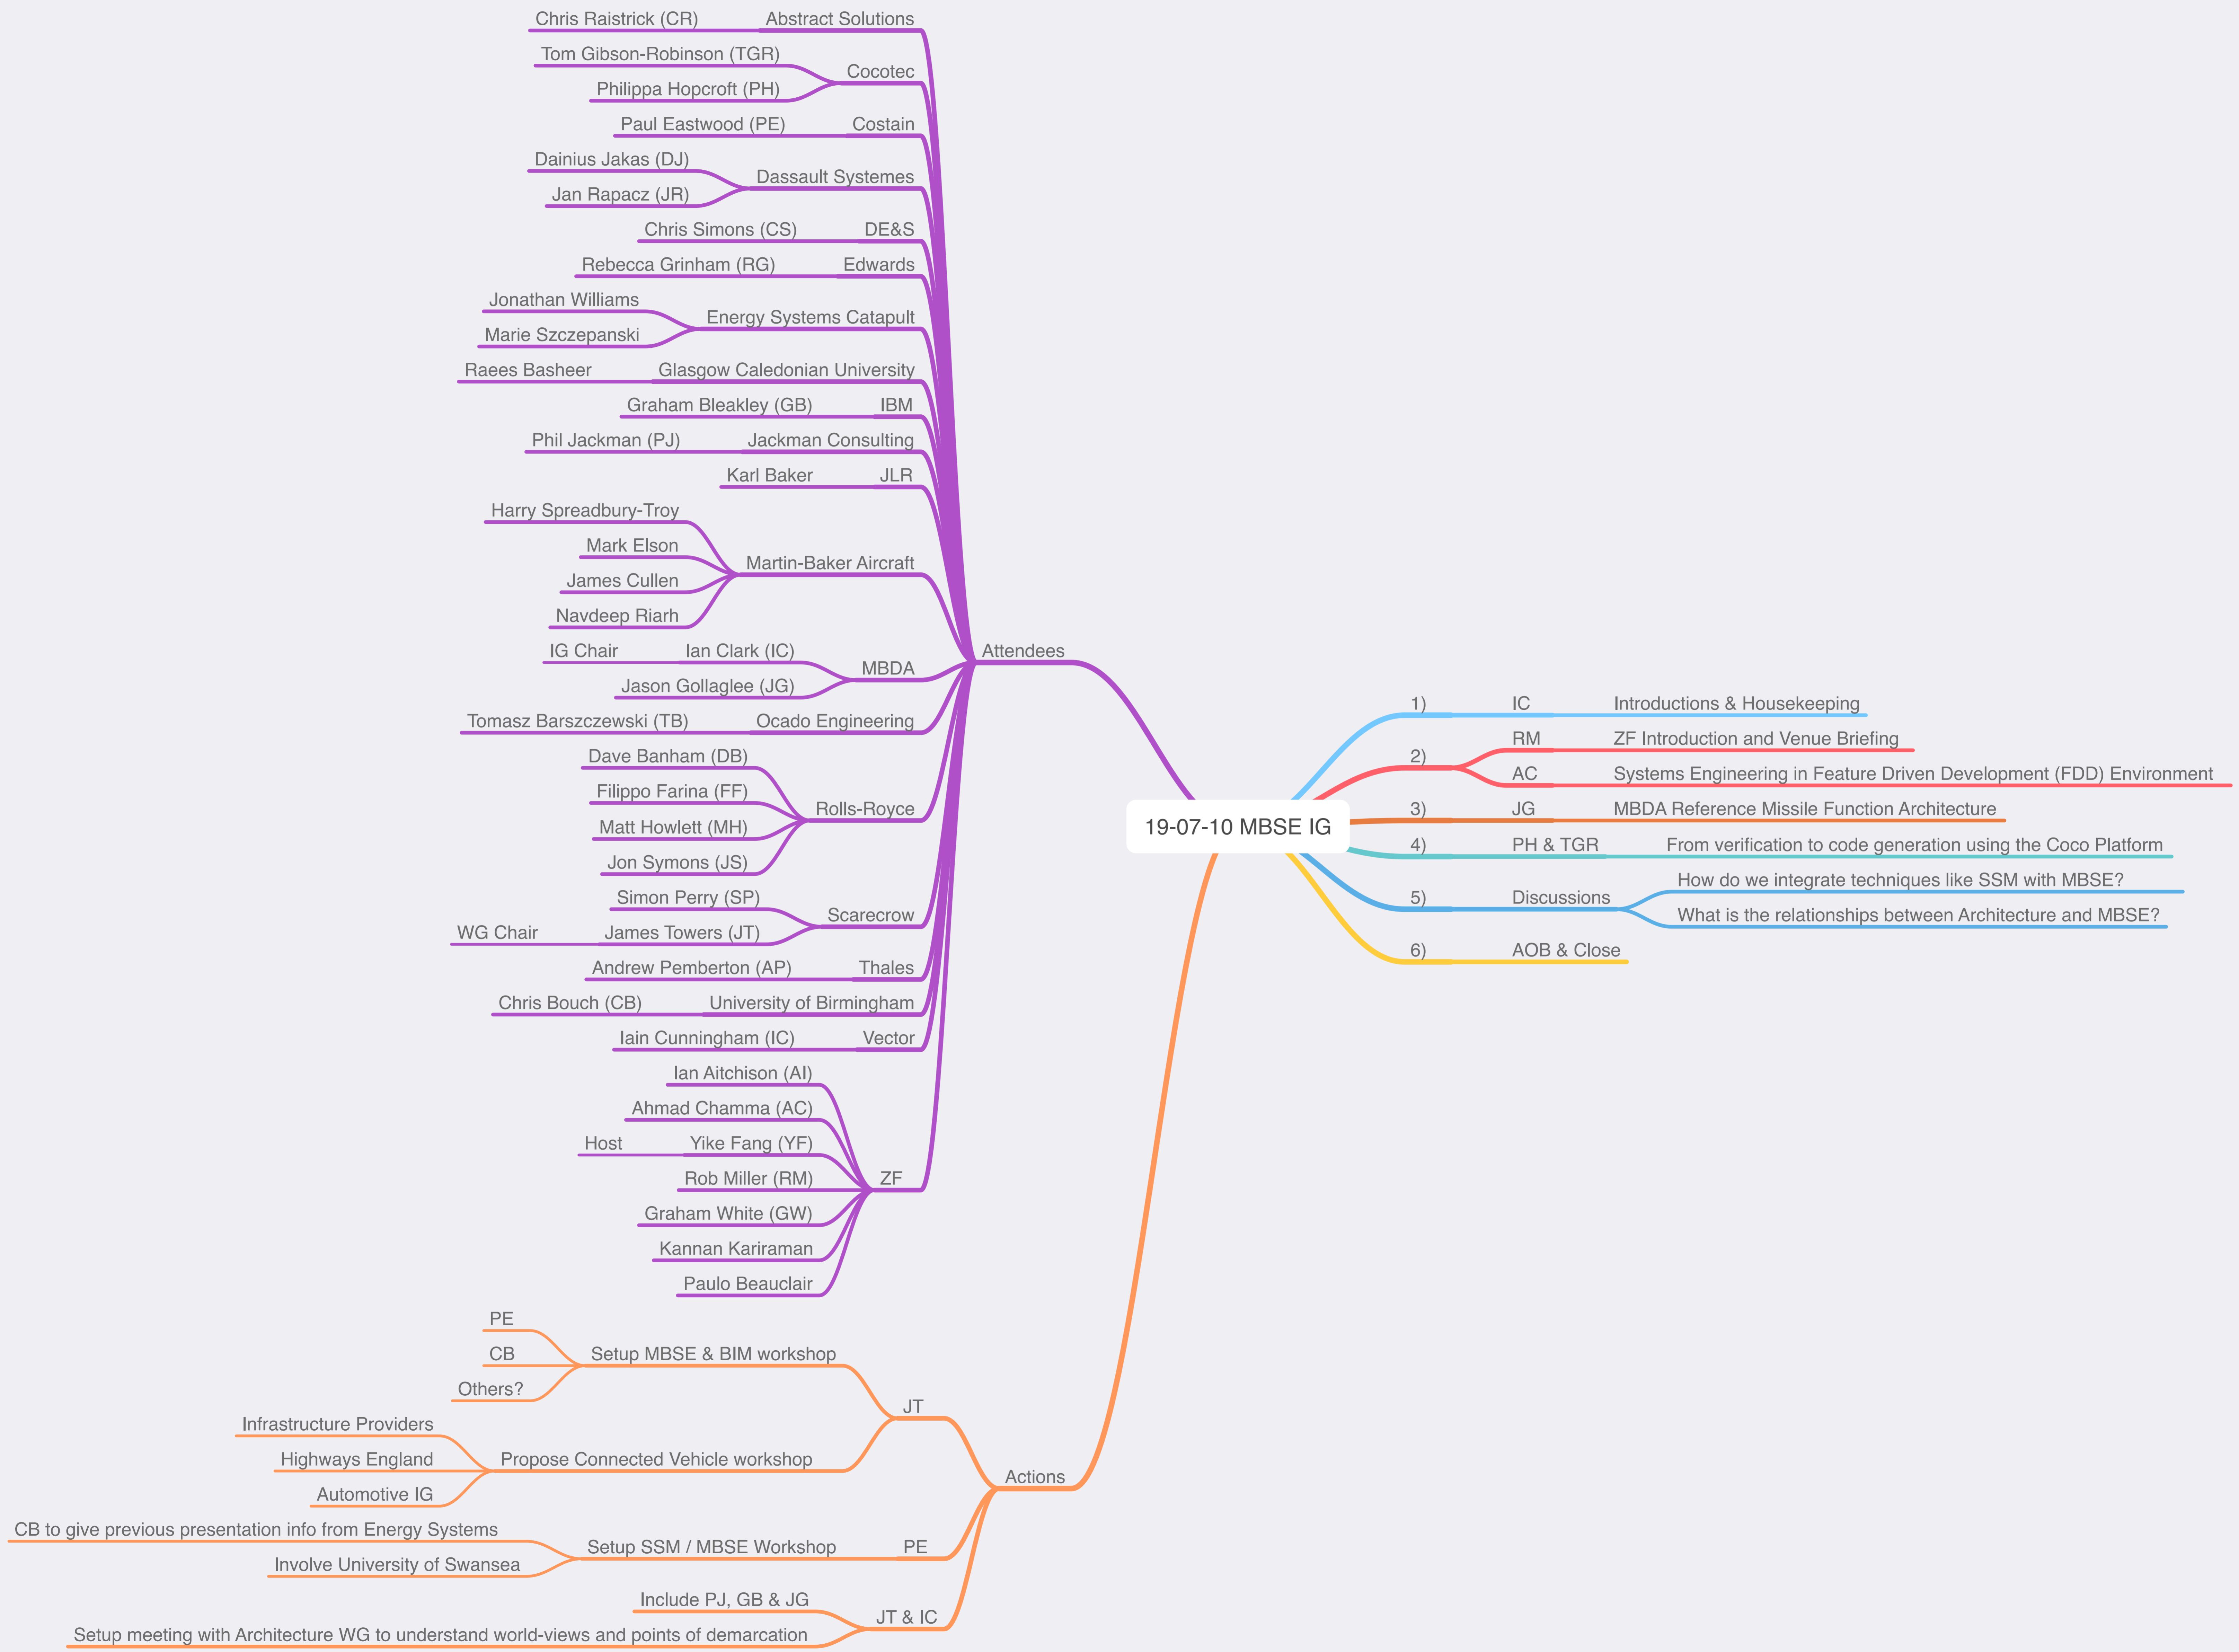 19-07-10 MBSE IG
Attendees
Abstract Solutions
Chris Raistrick (CR)
Cocotec
Tom Gibson-Robinson (TGR)
Philippa Hopcroft (PH)
Costain
Paul Eastwood (PE)
Dassault Systemes
Dainius Jakas (DJ)
Jan Rapacz (JR)
DE&S
Chris Simons (CS)
Edwards
Rebecca Grinham (RG)
Energy Systems Catapult
Jonathan Williams
Marie Szczepanski
Glasgow Caledonian University
Raees Basheer
IBM
Graham Bleakley (GB)
Jackman Consulting
Phil Jackman (PJ)
JLR
Karl Baker
Martin-Baker Aircraft
Harry Spreadbury-Troy
Mark Elson
James Cullen
Navdeep Riarh
MBDA
Ian Clark (IC)
IG Chair
Jason Gollaglee (JG)
Ocado Engineering
Tomasz Barszczewski (TB)
Rolls-Royce
Dave Banham (DB)
Filippo Farina (FF)
Matt Howlett (MH)
Jon Symons (JS)
Scarecrow
Simon Perry (SP)
James Towers (JT)
WG Chair
Thales
Andrew Pemberton (AP)
University of Birmingham
Chris Bouch (CB)
Vector
Iain Cunningham (IC)
ZF
Ian Aitchison (AI)
Ahmad Chamma (AC)
Yike Fang (YF)
Host
Rob Miller (RM)
Graham White (GW)
Kannan Kariraman
Paulo Beauclair
1)
IC
Introductions & Housekeeping
2)
RM
ZF Introduction and Venue Briefing
AC
Systems Engineering in Feature Driven Development (FDD) Environment
3)
JG
MBDA Reference Missile Function Architecture
4)
PH & TGR
From verification to code generation using the Coco Platform
5)
Discussions
How do we integrate techniques like SSM with MBSE?
What is the relationships between Architecture and MBSE?
6)
AOB & Close
Actions
JT
Setup MBSE & BIM workshop
PE
CB
Others?
Propose Connected Vehicle workshop
Infrastructure Providers
Highways England
Automotive IG
PE
Setup SSM / MBSE Workshop
CB to give previous presentation info from Energy Systems
Involve University of Swansea
JT & IC
Include PJ, GB & JG
Setup meeting with Architecture WG to understand world-views and points of demarcation